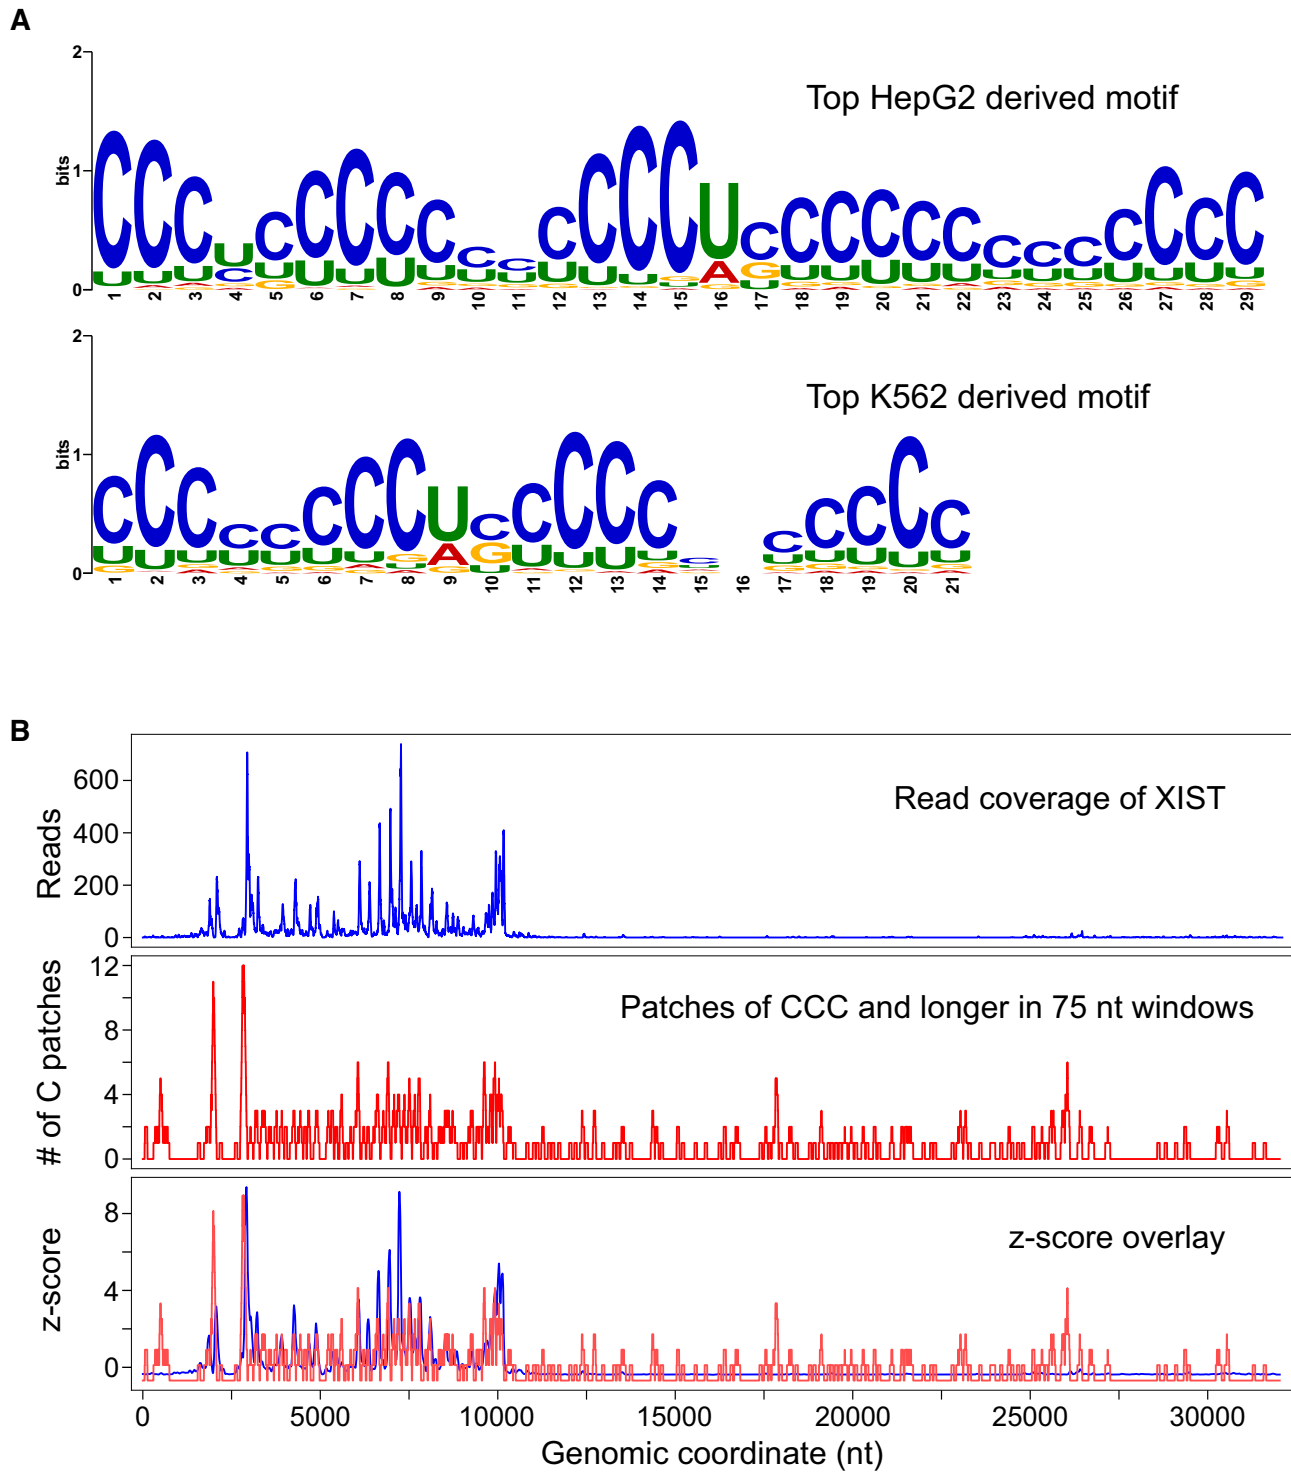 A
2
Top HepG2 derived motif
bits
1
0
1 2 3 4 5 6 7 8 9 10 11 12 13 14 15 16 17 18 19 20 21 22 23 24 25 26 27 28 29
2
Top K562 derived motif
bits
1
0
1 2 3 4 5 6 7 8 9 10 11 12 13 14 15 16 17 18 19 20 21
B
Reads
600
400
200
0
Read coverage of XIST
# of C patches
12
8
4
0
Patches of CCC and longer in 75 nt windows
z-score
8
4
0
z-score overlay
0 5000 10000 15000 20000 25000 30000
Genomic coordinate (nt)